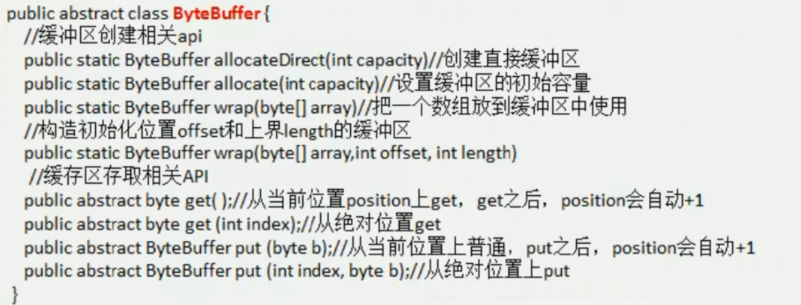 public abstract class ByteBuffer{
//缓冲区创建相关api
public static ByteBuffer allocateDirect(int capacity)//创建直接缓冲区
public static ByteBuffer allocate(int capacity)//设置缓冲区的初始容量
public static ByteBuffer wrap(byte[] array)//把一个数组放到缓冲区中使用
//构造初始化位置offset和上界length的缓冲区
public static ByteBuffer wrap(byte[] array,int offset, int length)
//缓存区存取相关API
public abstract byte get( );//从当前位置position上get，get之后，position会自动+1
public abstract byte get (int index);//从绝对位置get
public abstract ByteBuffer put (byte b);//从当前位置上普通，put之后，position会自动+1
public abstract ByteBuffer put (int index, byte b);//从绝对位置上put
}